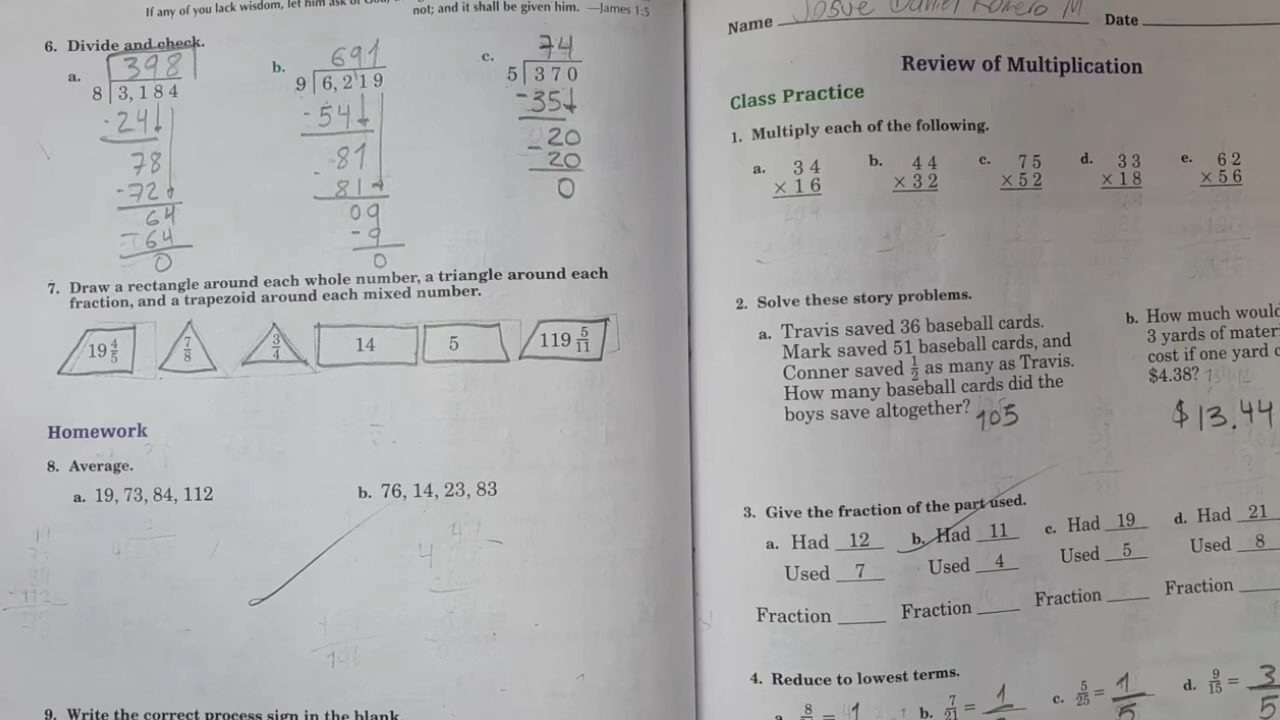 If any of you lack wisdom, let him ask of God,
not; and it shall be given him. —James 1:5
6. Divide and check.
a. 398
8 3,184
-24
78
-72
64
-64
0
b. 691
9 6,219
-54
81
-81
09
-9
0
c. 74
5 370
-35
20
-20
0
7. Draw a rectangle around each whole number, a triangle around each
fraction, and a trapezoid around each mixed number.
19 4/5 7/8 3/4 14 5 119 5/11
Homework
8. Average.
a. 19, 73, 84, 112 b. 76, 14, 23, 83
9. Write the correct process sign in the blank.
Name Josue Daniel Romero M Date
Review of Multiplication
Class Practice
1. Multiply each of the following.
a. 34 b. 44 c. 75 d. 33 e. 62
×16 ×32 ×52 ×18 ×56
2. Solve these story problems.
a. Travis saved 36 baseball cards.
Mark saved 51 baseball cards, and
Conner saved 1/2 as many as Travis.
How many baseball cards did the
boys save altogether? 105
b. How much would
3 yards of mater
cost if one yard c
$4.38?
$13.44
3. Give the fraction of the part used.
a. Had 12 b. Had 11 c. Had 19 d. Had 21
Used 7 Used 4 Used 5 Used 8
Fraction Fraction Fraction Fraction
4. Reduce to lowest terms.
a. 8 = 1 b. 7/21 = 1 c. 5/25 = 1/5 d. 9/15 = 3/5